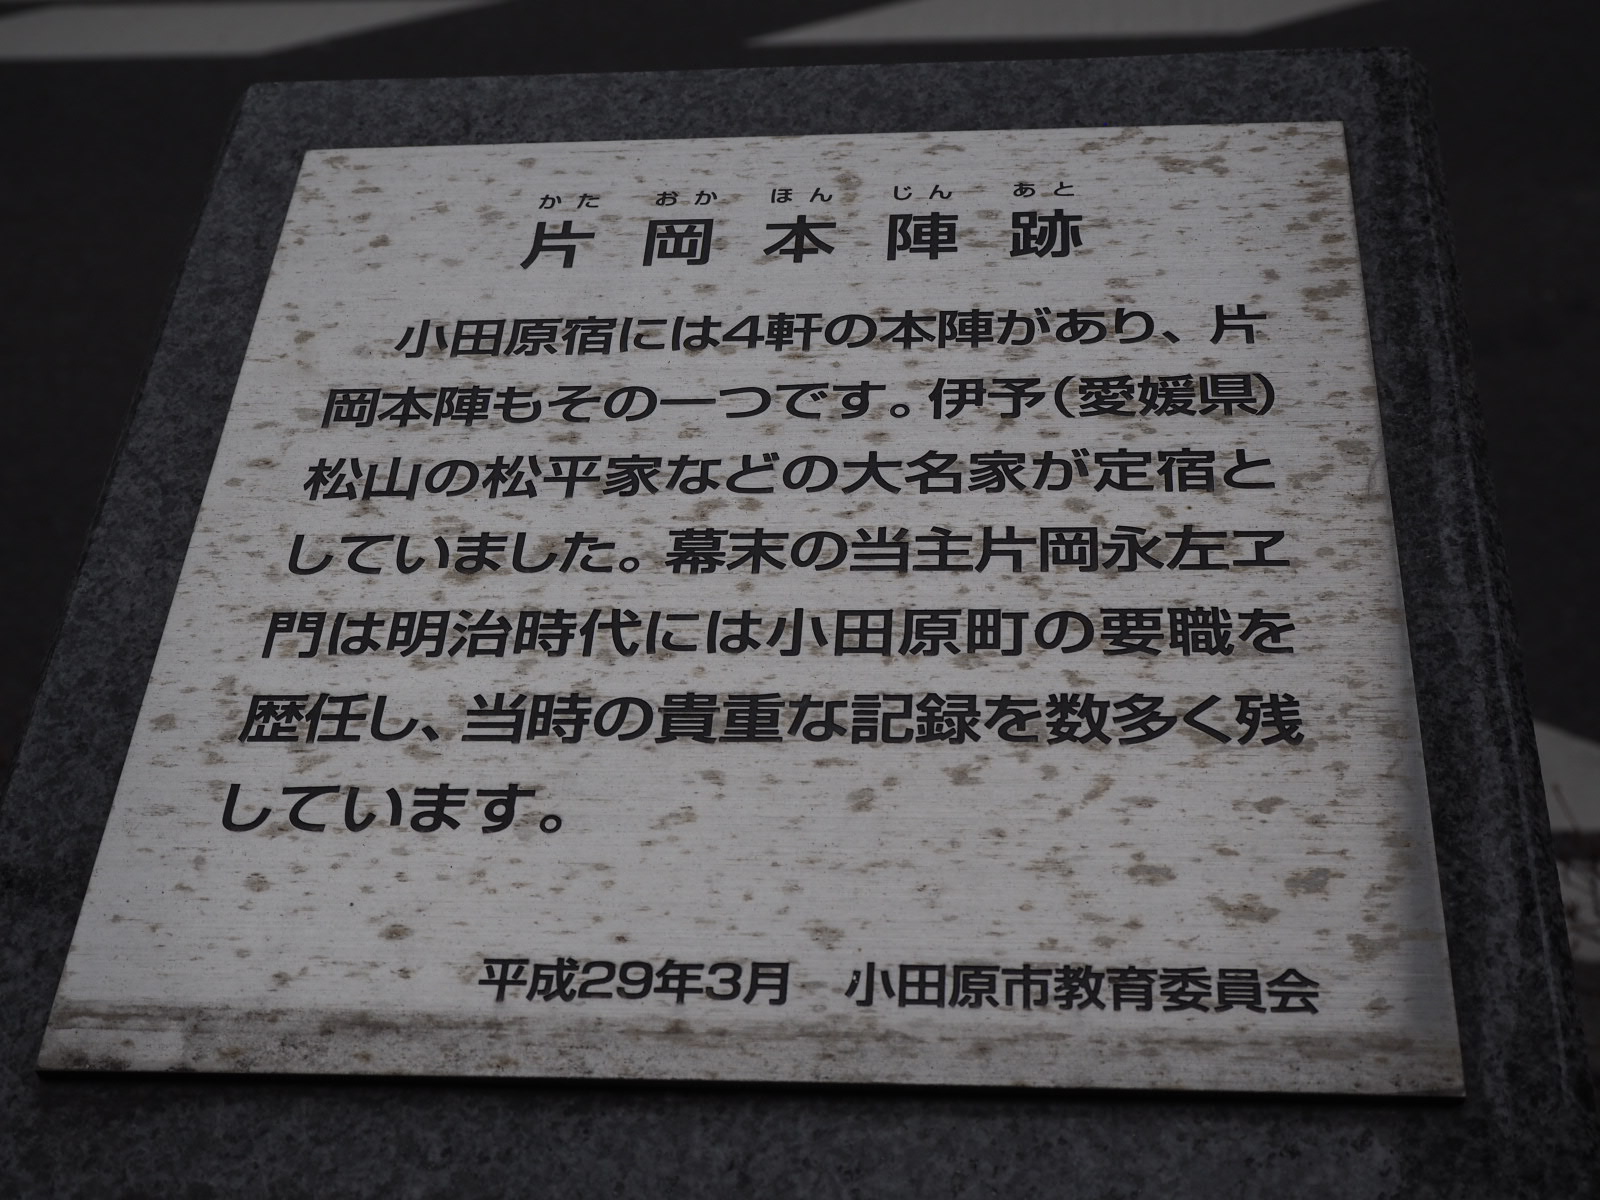 かた おか ほん じん あと
片岡本陣跡
小田原宿には4軒の本陣があり、片
岡本陣もその一つです。伊予(愛媛県)
松山の松平家などの大名家が定宿と
していました。幕末の当主片岡永左ヱ
門は明治時代には小田原町の要職を
歴任し、当時の貴重な記録を数多く残
しています。
平成29年3月 小田原市教育委員会